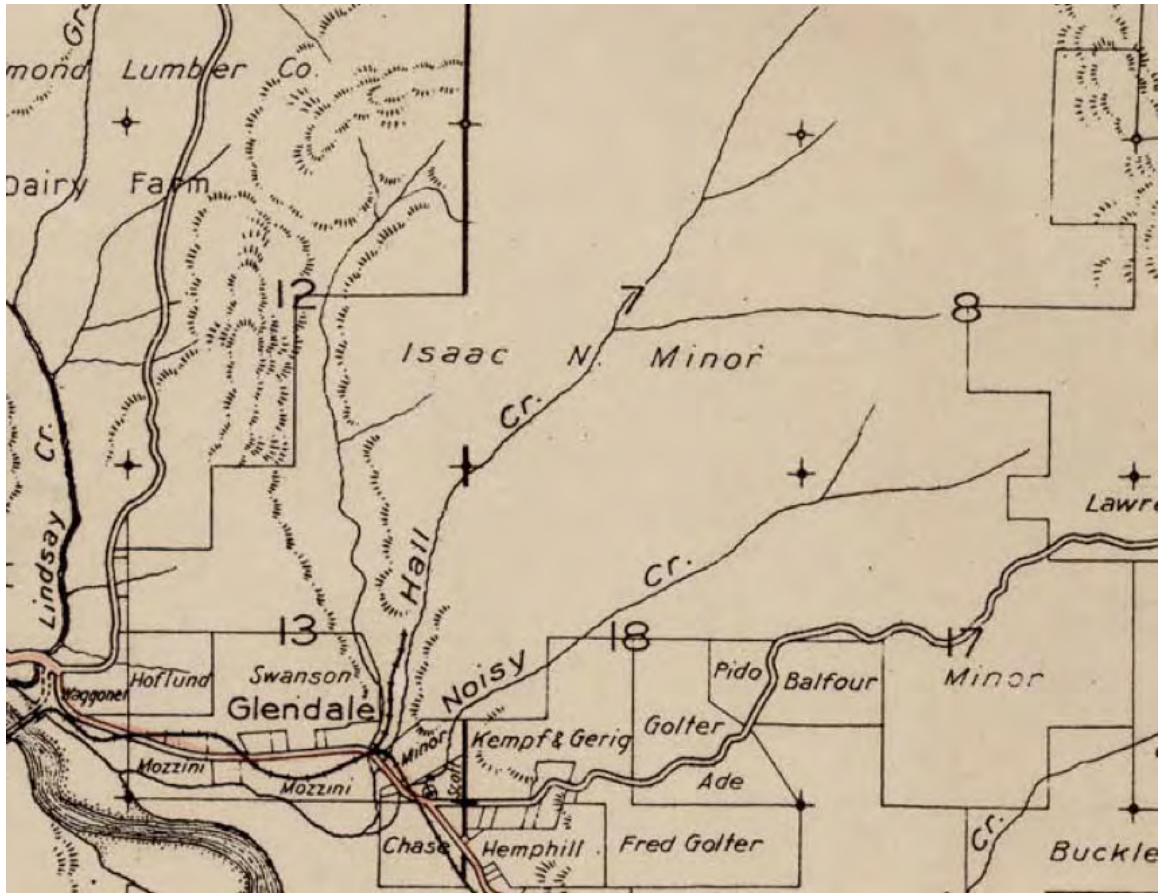 mond Lumber Co.
Dairy Farm
12
7
8
Isaac N. Minor
Cr.
Lindsay Cr.
Hall
Cr.
Lawre
13
18
17
Noisy
Waggoner
Hoflund
Swanson
Pido
Balfour
Minor
Glendale
Golter
Minor
Kempf & Gerig
Mozzini
Mozzini
Scott
Ade
Chase
Hemphill
Fred Golter
Cr.
Buckle